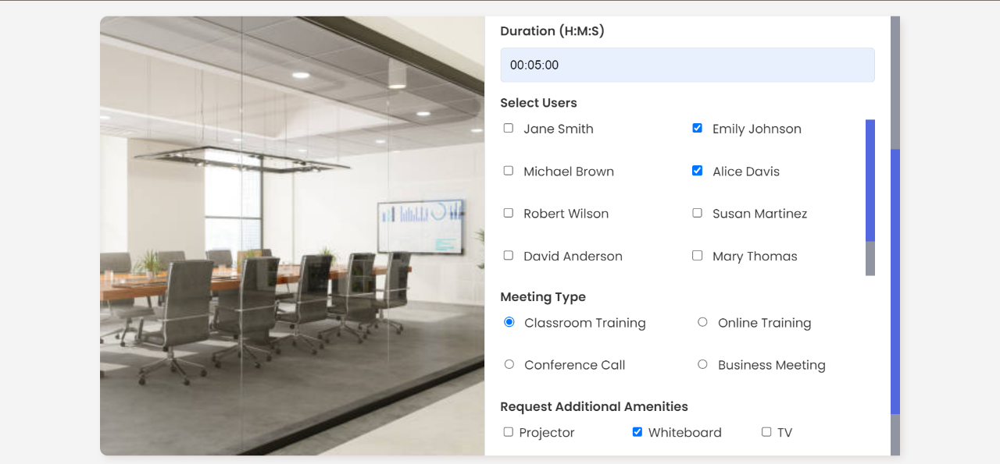 Duration (H:M:S)
00:05:00
Select Users
Jane Smith Emily Johnson
Michael Brown Alice Davis
Robert Wilson Susan Martinez
David Anderson Mary Thomas
Meeting Type
Classroom Training Online Training
Conference Call Business Meeting
Request Additional Amenities
Projector Whiteboard TV